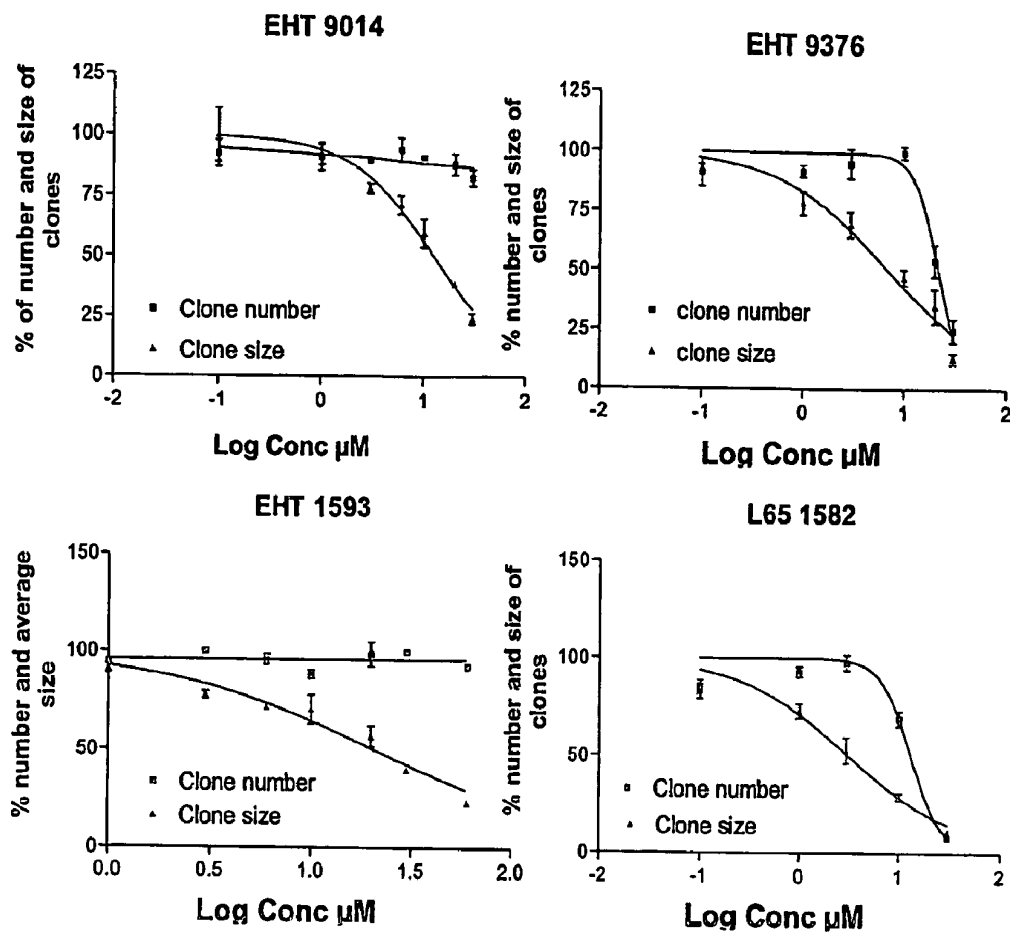 EHT 9014
% of number and size of
clones
125
100
75
50
25
0
-2
-1
0
1
2
Clone number
Clone size
Log Conc µM
EHT 9376
% number and size of
clones
125
100
75
50
25
0
-2
-1
0
1
2
clone number
clone size
Log Conc µM
EHT 1593
% number and average
size
150
100
50
0
0.0
0.5
1.0
1.5
2.0
Clone number
Clone size
Log Conc µM
L65 1582
% number and size of
clones
150
100
50
0
-2
-1
0
1
2
Clone number
Clone size
Log Conc µM